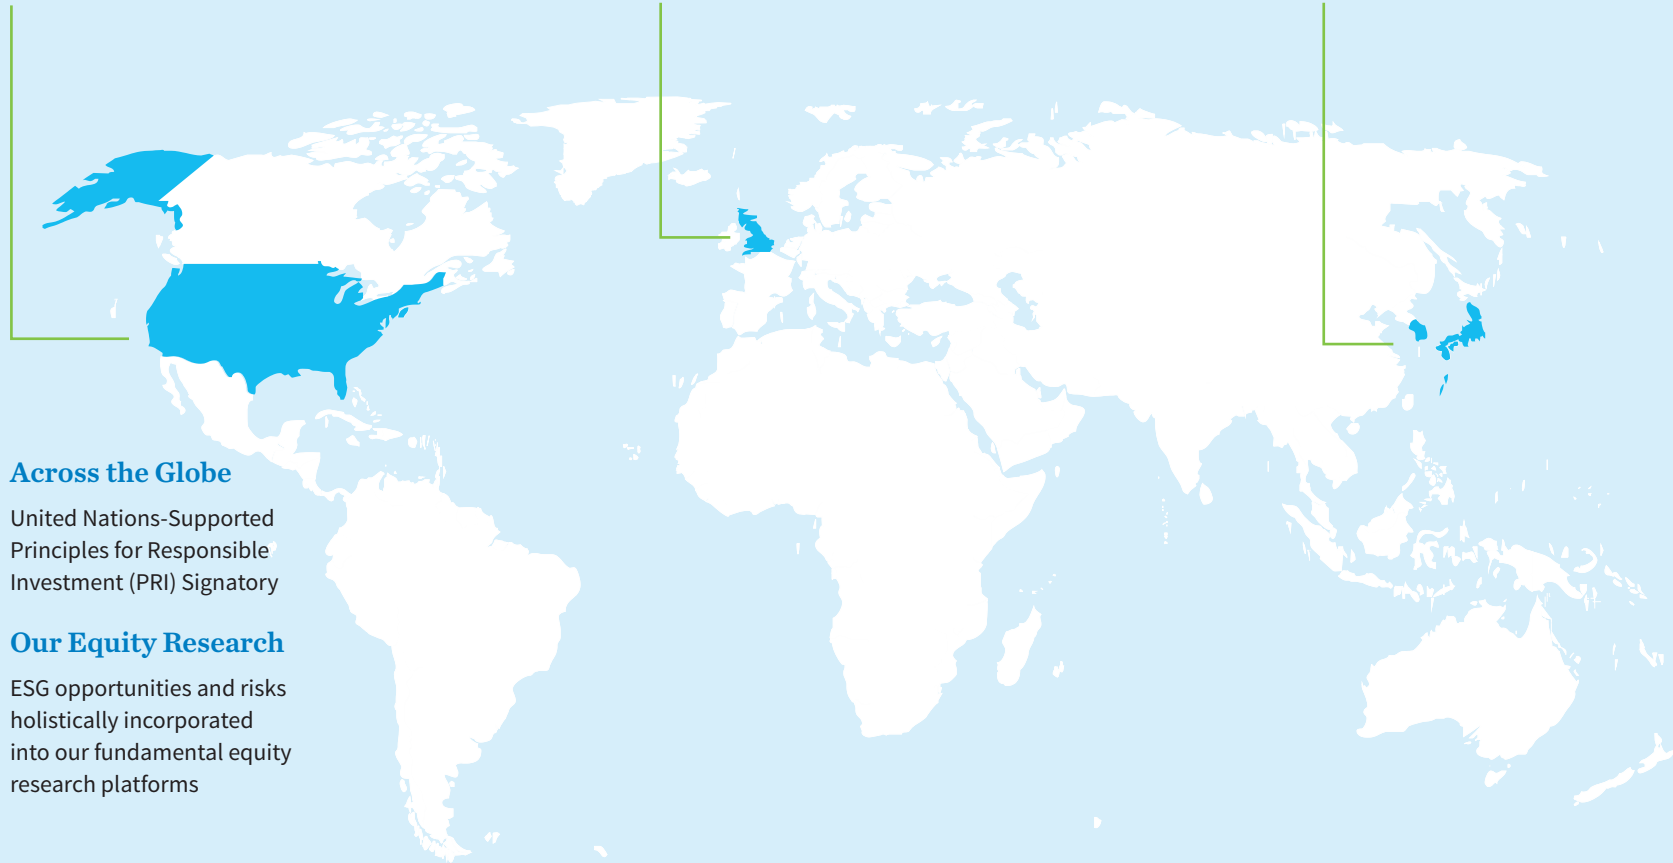 Across the Globe
United Nations-Supported
Principles for Responsible
Investment (PRI) Signatory
Our Equity Research
ESG opportunities and risks
holistically incorporated
into our fundamental equity
research platforms